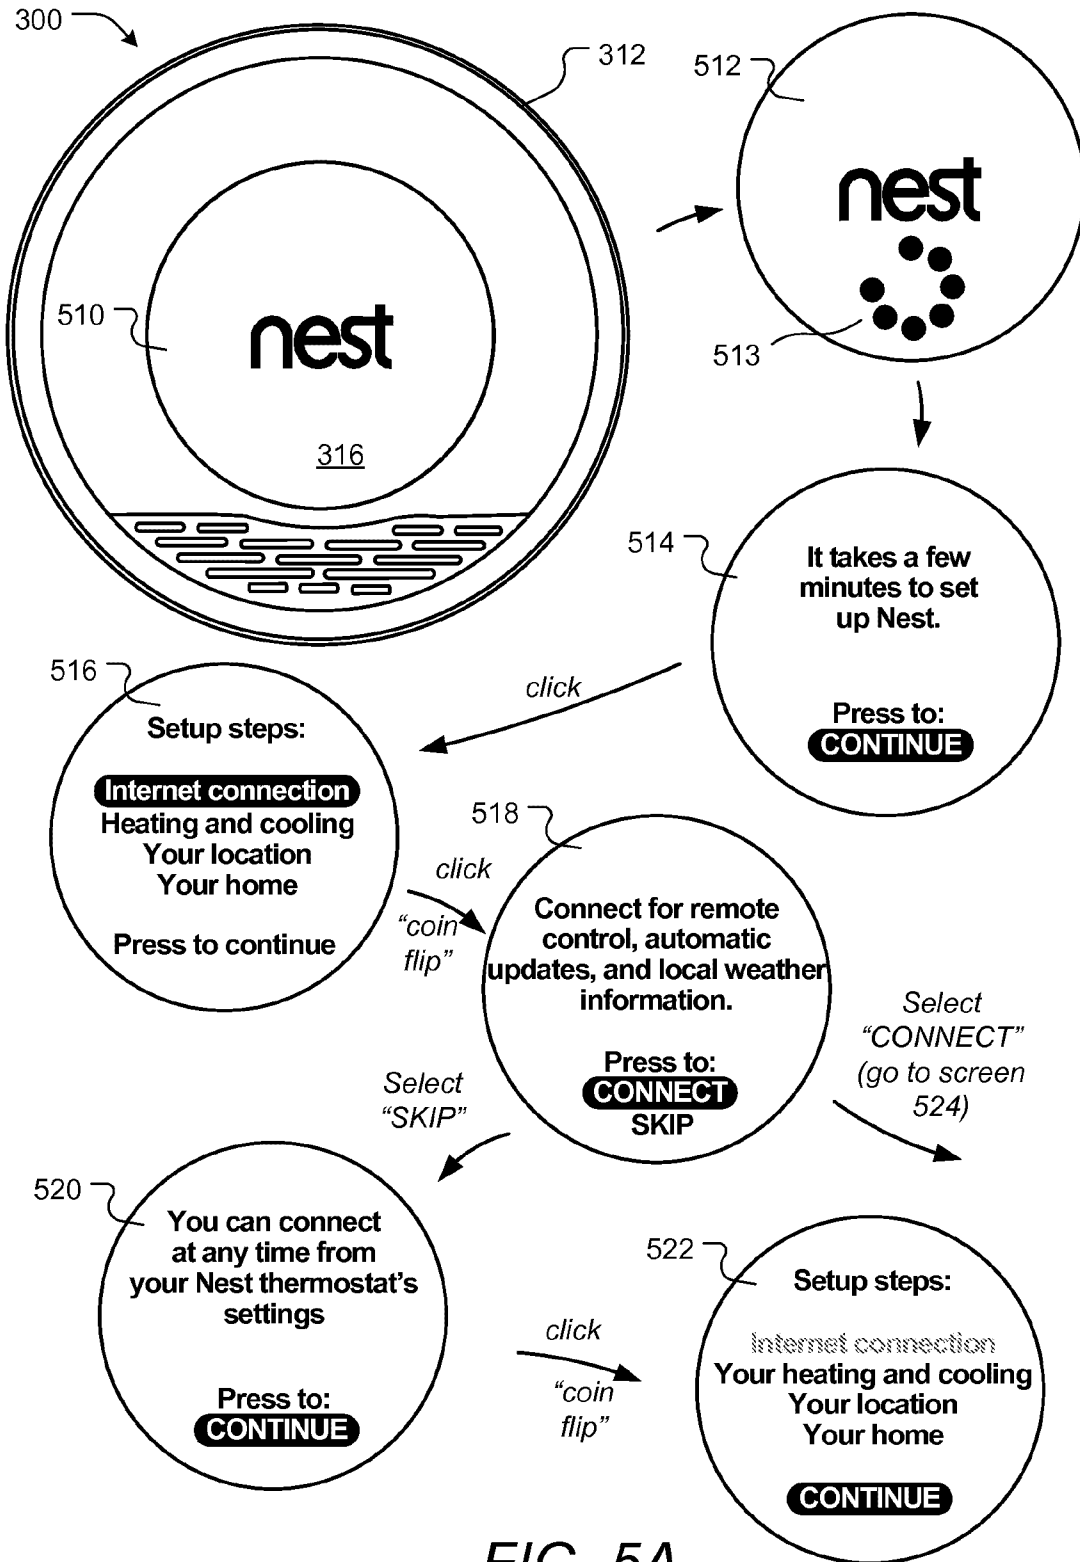 300
312
nest
510
316
512
nest
513
514
It takes a few
minutes to set
up Nest.
Press to:
CONTINUE
click
516
Setup steps:
Internet connection
Heating and cooling
Your location
Your home
Press to continue
click
“coin
flip”
518
Connect for remote
control, automatic
updates, and local weather
information.
Press to:
CONNECT
SKIP
Select
“CONNECT”
(go to screen
524)
Select
“SKIP”
520
You can connect
at any time from
your Nest thermostat’s
settings
Press to:
CONTINUE
click
“coin
flip”
522
Setup steps:
Internet connection
Your heating and cooling
Your location
Your home
CONTINUE
FIG. 5A